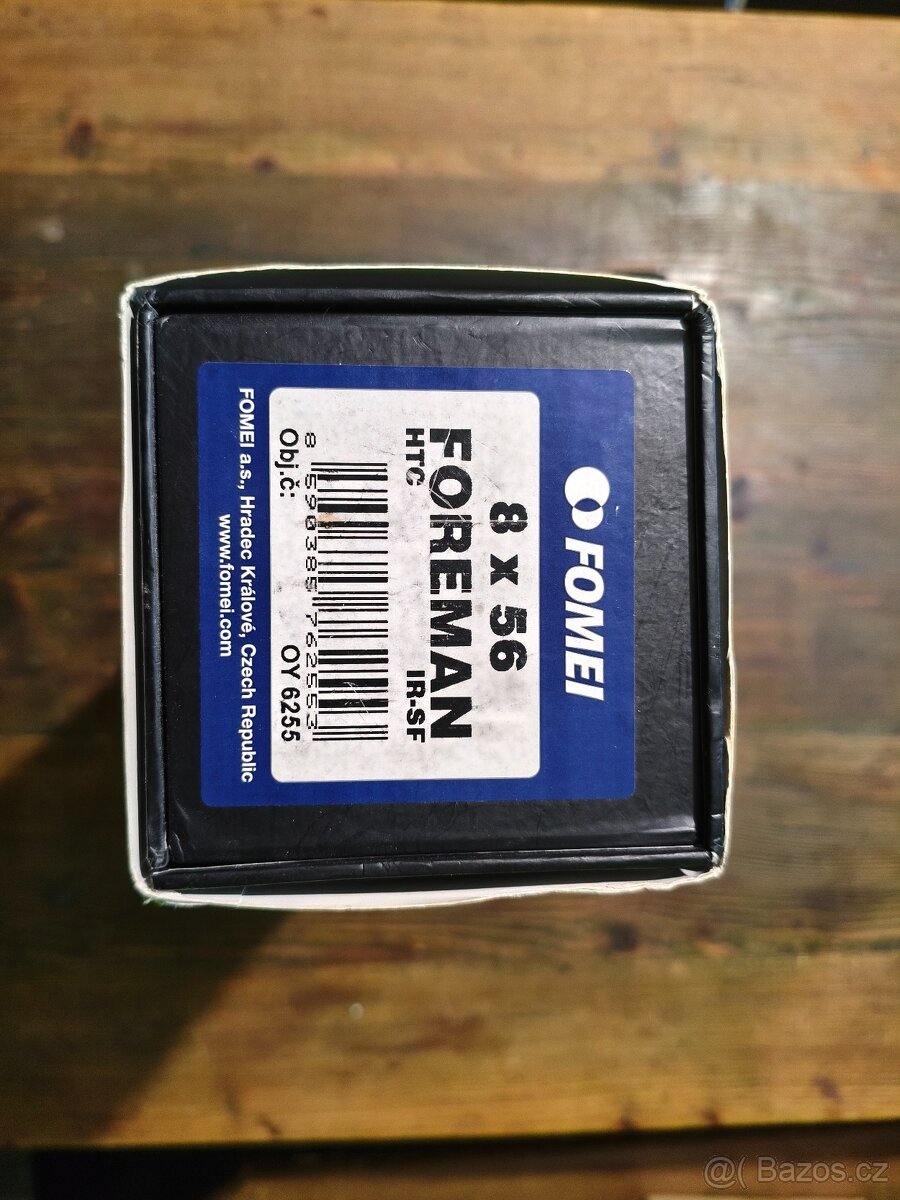 FOMEI
8 x 56
FOREMAN
HTC IR-SF
8 590385 762553
Obj.č: OY 6255
FOMEI a.s., Hradec Králové, Czech Republic
www.fomei.com
@( Bazos.cz